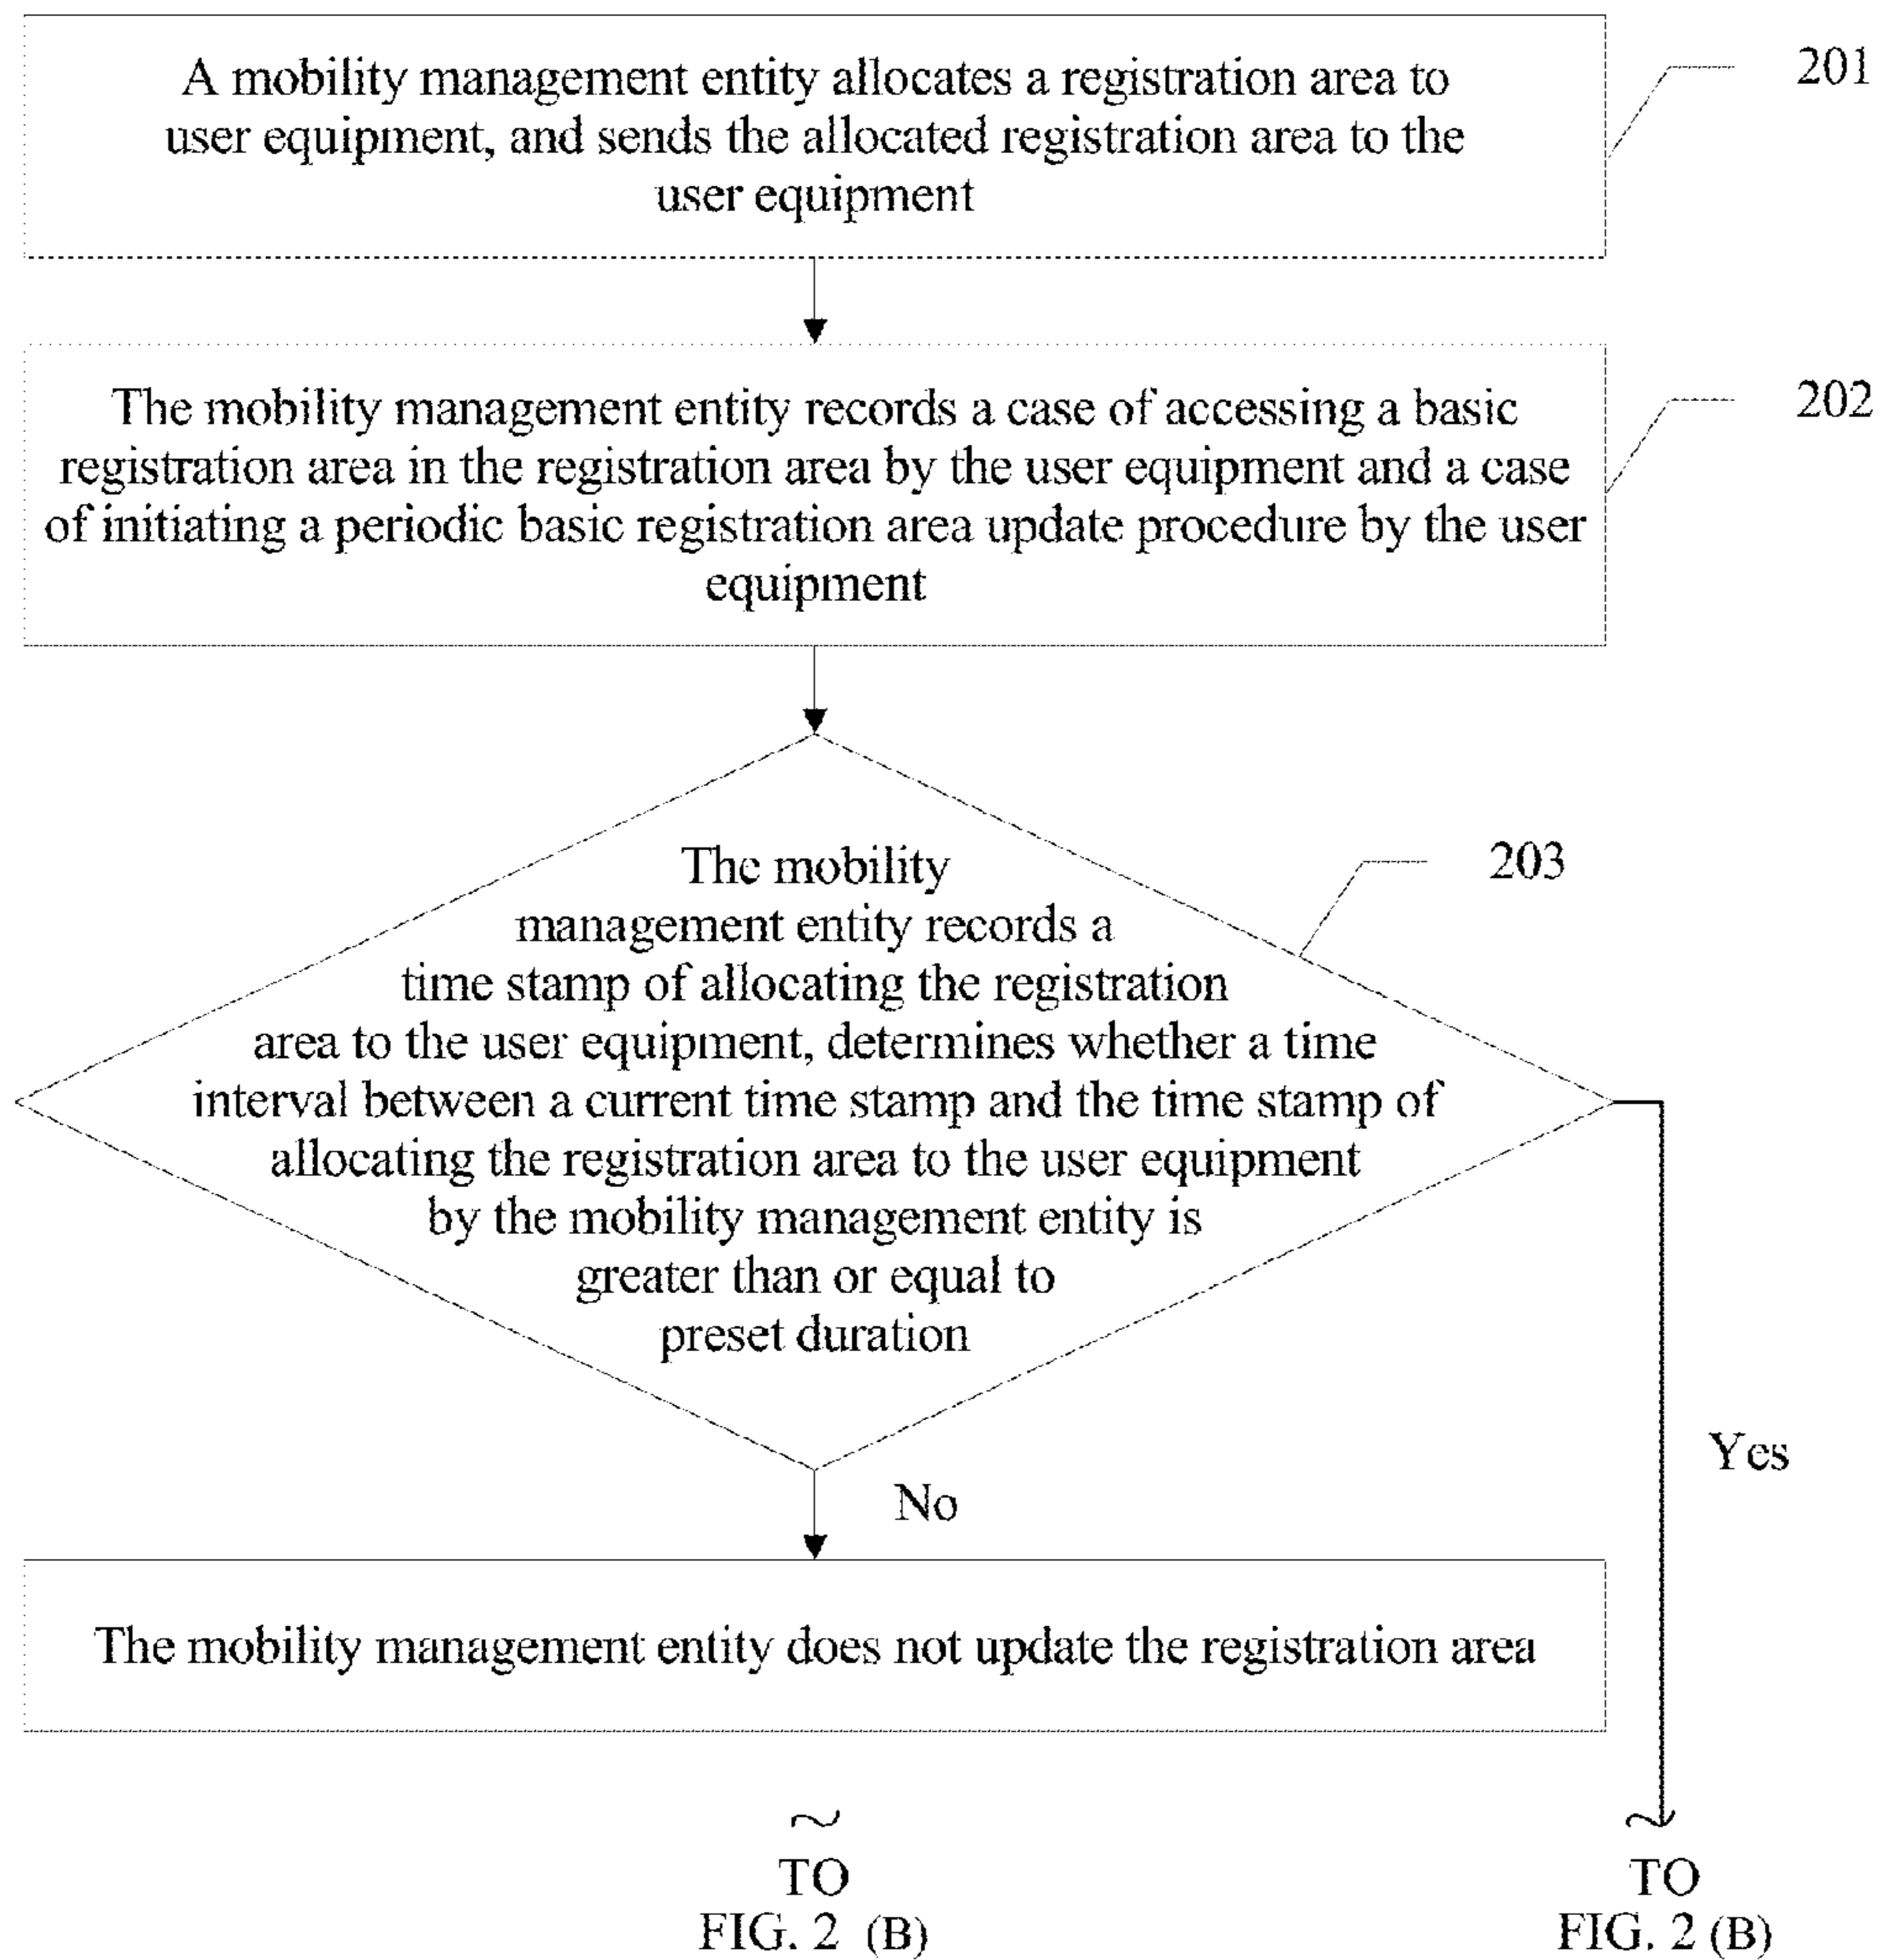 A mobility management entity allocates a registration area to
user equipment, and sends the allocated registration area to the
user equipment
201
The mobility management entity records a case of accessing a basic
registration area in the registration area by the user equipment and a case
of initiating a periodic basic registration area update procedure by the user
equipment
202
The mobility
management entity records a
time stamp of allocating the registration
area to the user equipment, determines whether a time
interval between a current time stamp and the time stamp of
allocating the registration area to the user equipment
by the mobility management entity is
greater than or equal to
preset duration
203
Yes
No
The mobility management entity does not update the registration area
TO
FIG. 2 (B)
TO
FIG. 2 (B)